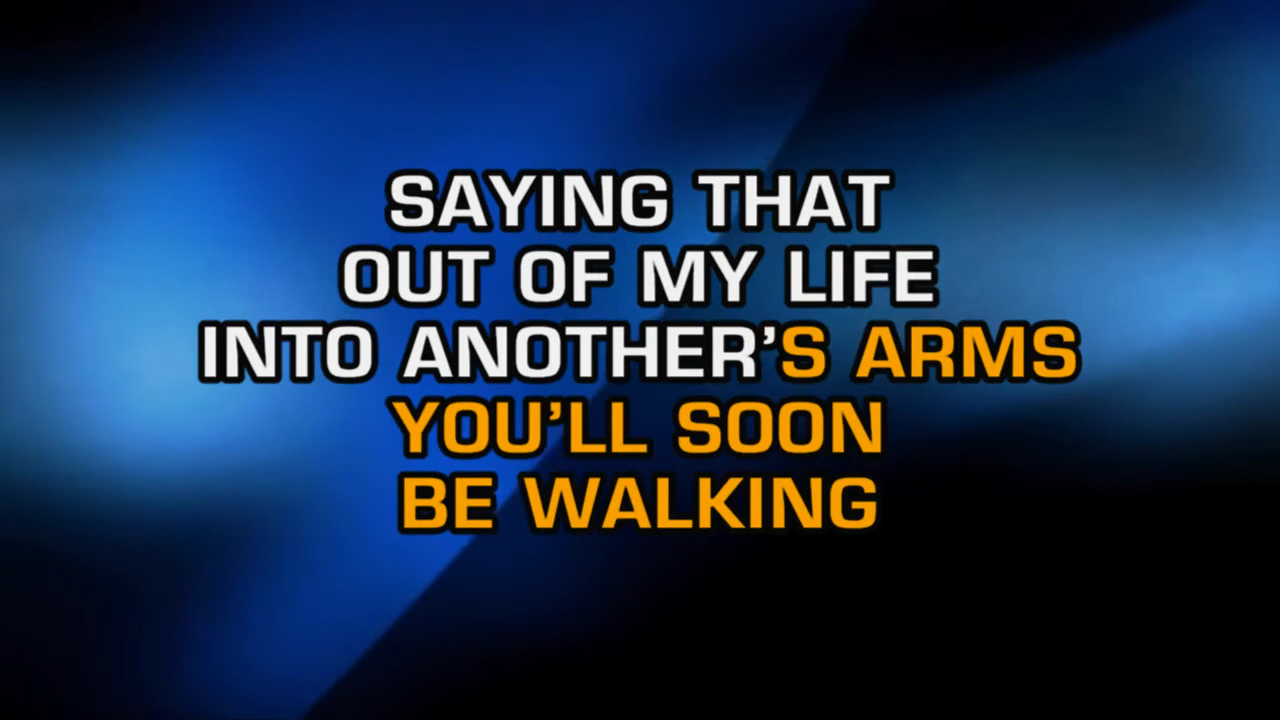 SAYING THAT
OUT OF MY LIFE
INTO ANOTHER’S ARMS
YOU’LL SOON
BE WALKING